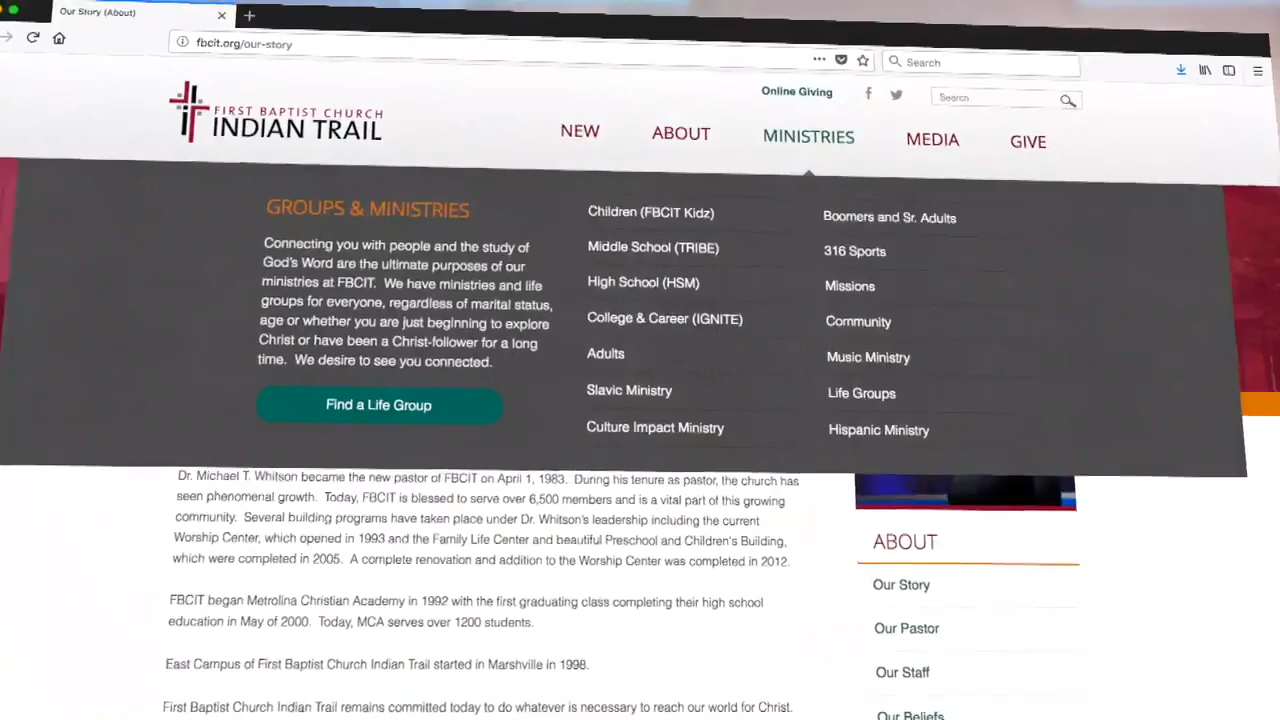 Our Story (About)
fbcit.org/our-story
Search
Online Giving
Search
FIRST BAPTIST CHURCH
INDIAN TRAIL
NEW
ABOUT
MINISTRIES
MEDIA
GIVE
GROUPS & MINISTRIES
Connecting you with people and the study of
God's Word are the ultimate purposes of our
ministries at FBCIT. We have ministries and life
groups for everyone, regardless of marital status,
age or whether you are just beginning to explore
Christ or have been a Christ-follower for a long
time. We desire to see you connected.
Find a Life Group
Children (FBCIT Kidz)
Middle School (TRIBE)
High School (HSM)
College & Career (IGNITE)
Adults
Slavic Ministry
Culture Impact Ministry
Boomers and Sr. Adults
316 Sports
Missions
Community
Music Ministry
Life Groups
Hispanic Ministry
Dr. Michael T. Whitson became the new pastor of FBCIT on April 1, 1983. During his tenure as pastor, the church has
seen phenomenal growth. Today, FBCIT is blessed to serve over 6,500 members and is a vital part of this growing
community. Several building programs have taken place under Dr. Whitson's leadership including the current
Worship Center, which opened in 1993 and the Family Life Center and beautiful Preschool and Children's Building,
which were completed in 2005. A complete renovation and addition to the Worship Center was completed in 2012.
FBCIT began Metrolina Christian Academy in 1992 with the first graduating class completing their high school
education in May of 2000. Today, MCA serves over 1200 students.
East Campus of First Baptist Church Indian Trail started in Marshville in 1998.
First Baptist Church Indian Trail remains committed today to do whatever is necessary to reach our world for Christ.
ABOUT
Our Story
Our Pastor
Our Staff
Our Beliefs